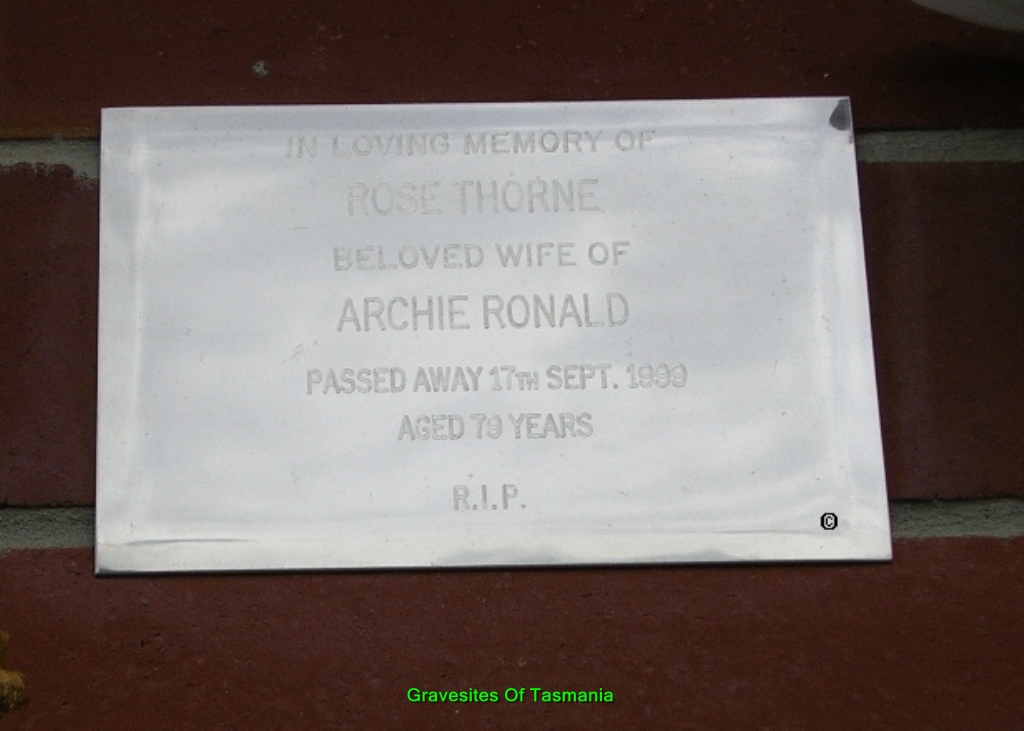 IN LOVING MEMORY OF
ROSE THORNE
BELOVED WIFE OF
ARCHIE RONALD
PASSED AWAY 17TH SEPT. 1999
AGED 79 YEARS
R.I.P.
©
Gravesites Of Tasmania